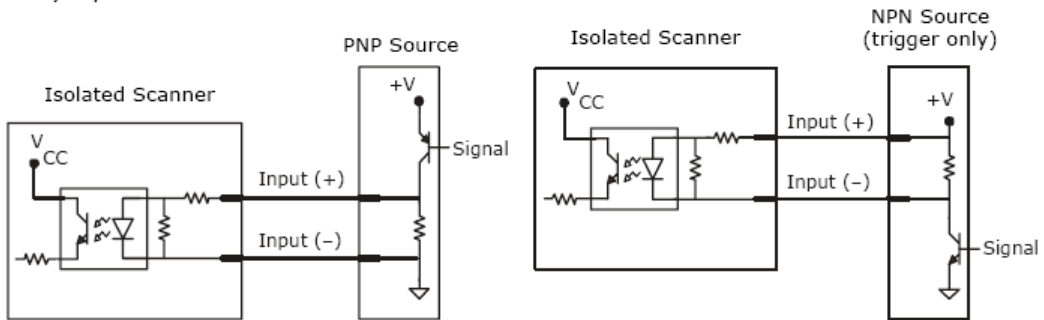 PNP Source
Isolated Scanner
V
CC
+V
Signal
Input (+)
Input (–)
NPN Source
(trigger only)
Isolated Scanner
V
CC
+V
Input (+)
Input (–)
Signal